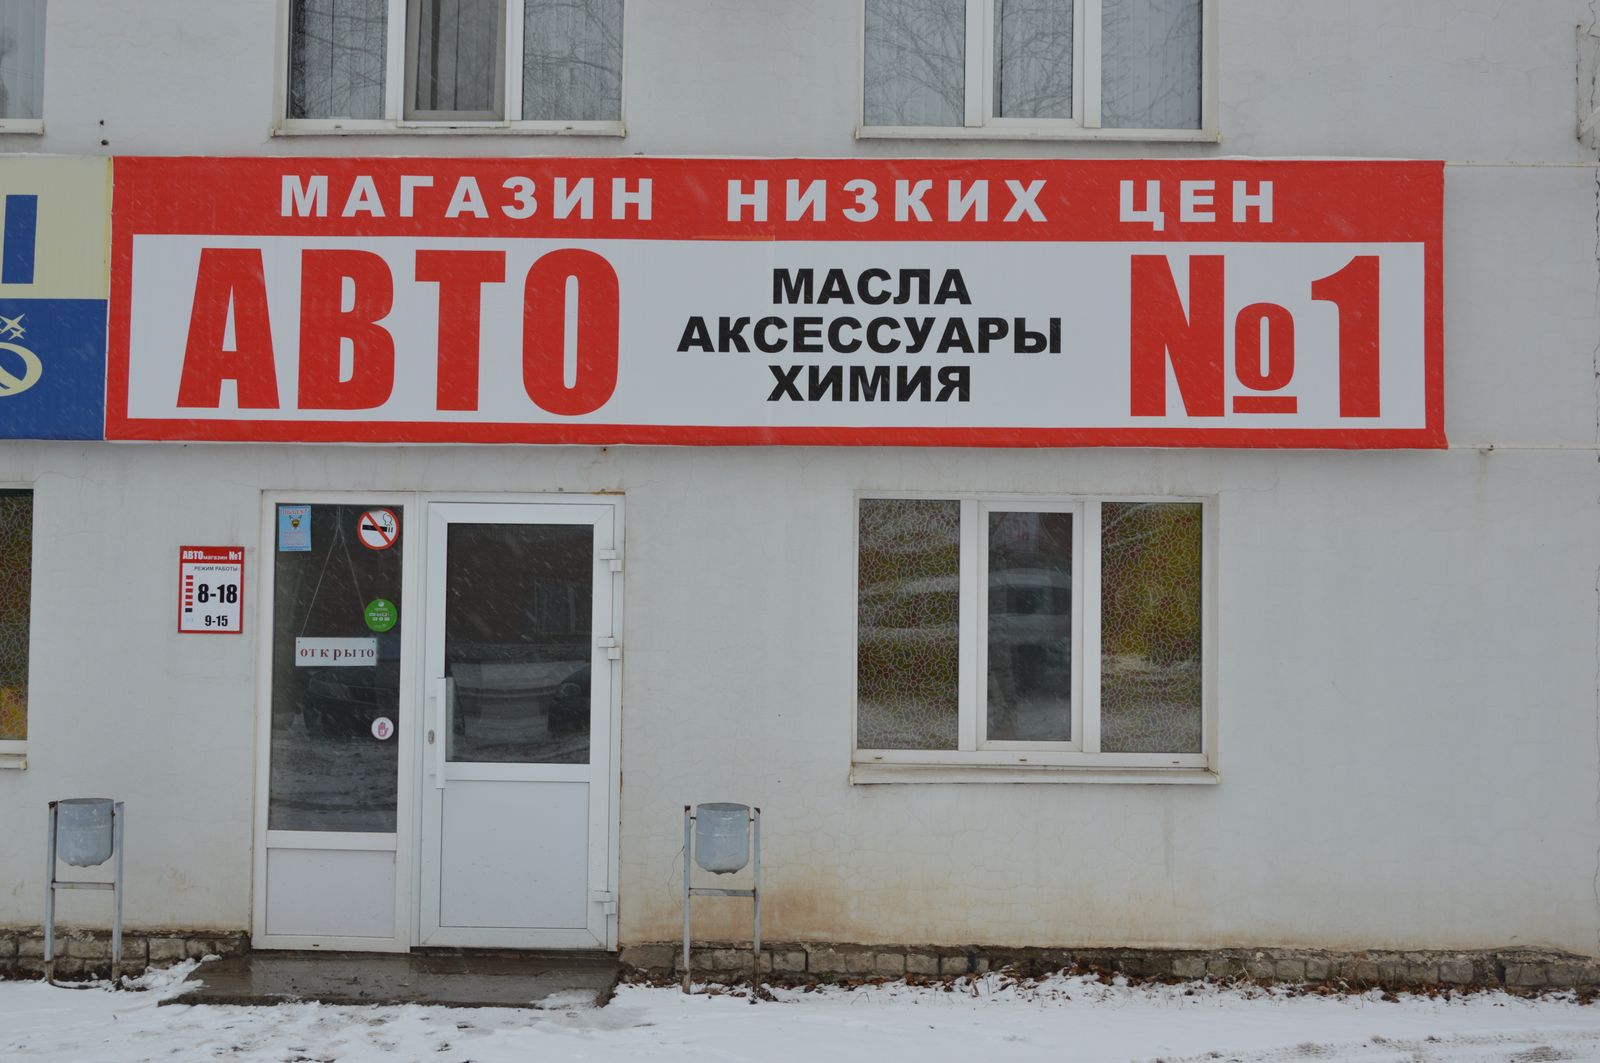 МАГАЗИН НИЗКИХ ЦЕН
АВТО
МАСЛА
АКСЕССУАРЫ
ХИМИЯ
№1
АВТОмагазин №1
РЕЖИМ РАБОТЫ:
8-18
9-15
открыто